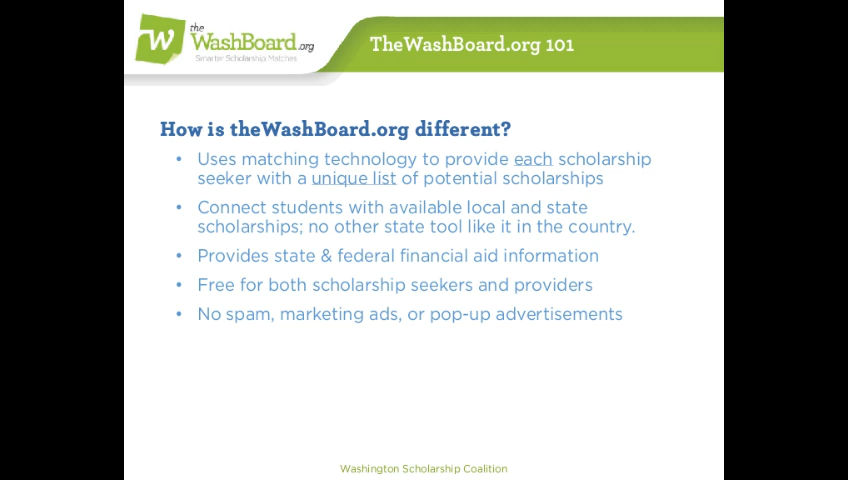 W
the
WashBoard.org
Smarter Scholarship Matches
TheWashBoard.org 101
How is theWashBoard.org different?
• Uses matching technology to provide each scholarship
seeker with a unique list of potential scholarships
• Connect students with available local and state
scholarships; no other state tool like it in the country.
• Provides state & federal financial aid information
• Free for both scholarship seekers and providers
• No spam, marketing ads, or pop-up advertisements
Washington Scholarship Coalition